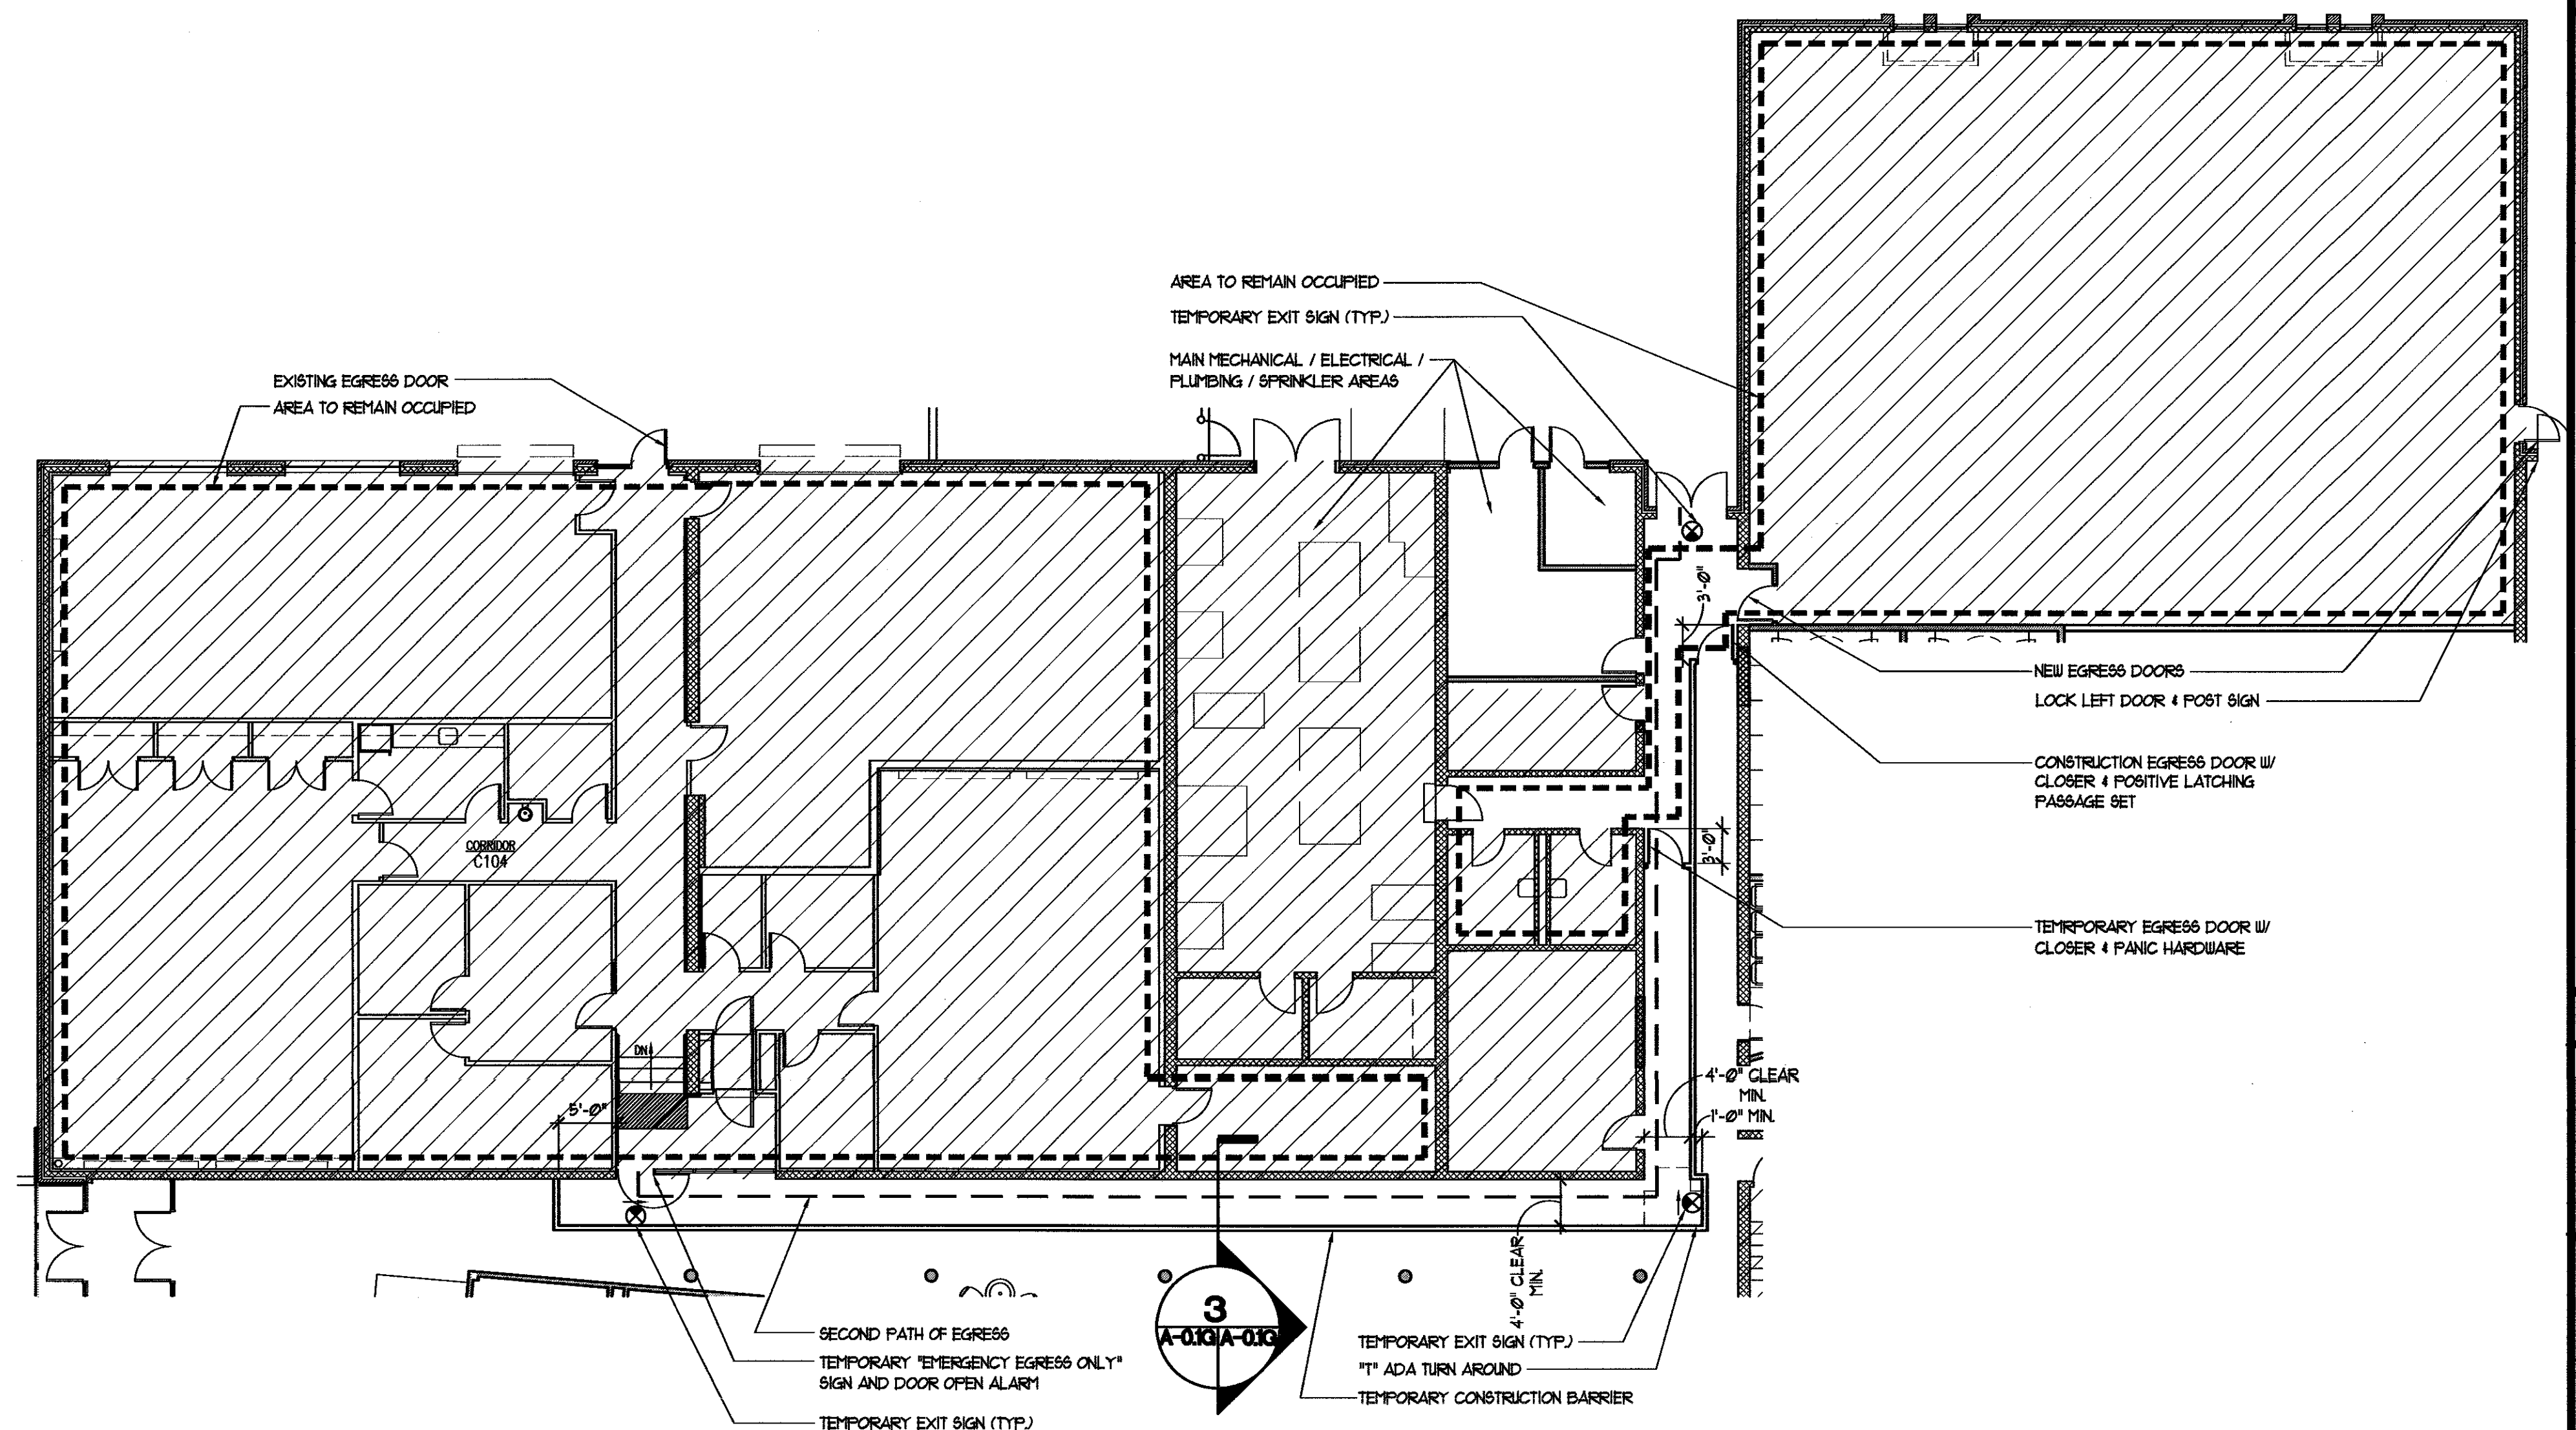 AREA TO REMAIN OCCUPIED
TEMPORARY EXIT SIGN (TYP.)
MAIN MECHANICAL / ELECTRICAL /
PLUMBING / SPRINKLER AREAS
EXISTING EGRESS DOOR
AREA TO REMAIN OCCUPIED
3'-0"
NEW EGRESS DOORS
LOCK LEFT DOOR & POST SIGN
CONSTRUCTION EGRESS DOOR W/
CLOSER & POSITIVE LATCHING
PASSAGE SET
CORRIDOR
C104
3'-0"
TEMRPORARY EGRESS DOOR W/
CLOSER & PANIC HARDWARE
DN
4'-0" CLEAR
MIN.
1'-0" MIN.
5'-0"
4'-0" CLEAR
MIN.
3
A-0.1G A-0.1G
SECOND PATH OF EGRESS
TEMPORARY "EMERGENCY EGRESS ONLY"
SIGN AND DOOR OPEN ALARM
TEMPORARY EXIT SIGN (TYP.)
TEMPORARY EXIT SIGN (TYP.)
"T" ADA TURN AROUND
TEMPORARY CONSTRUCTION BARRIER